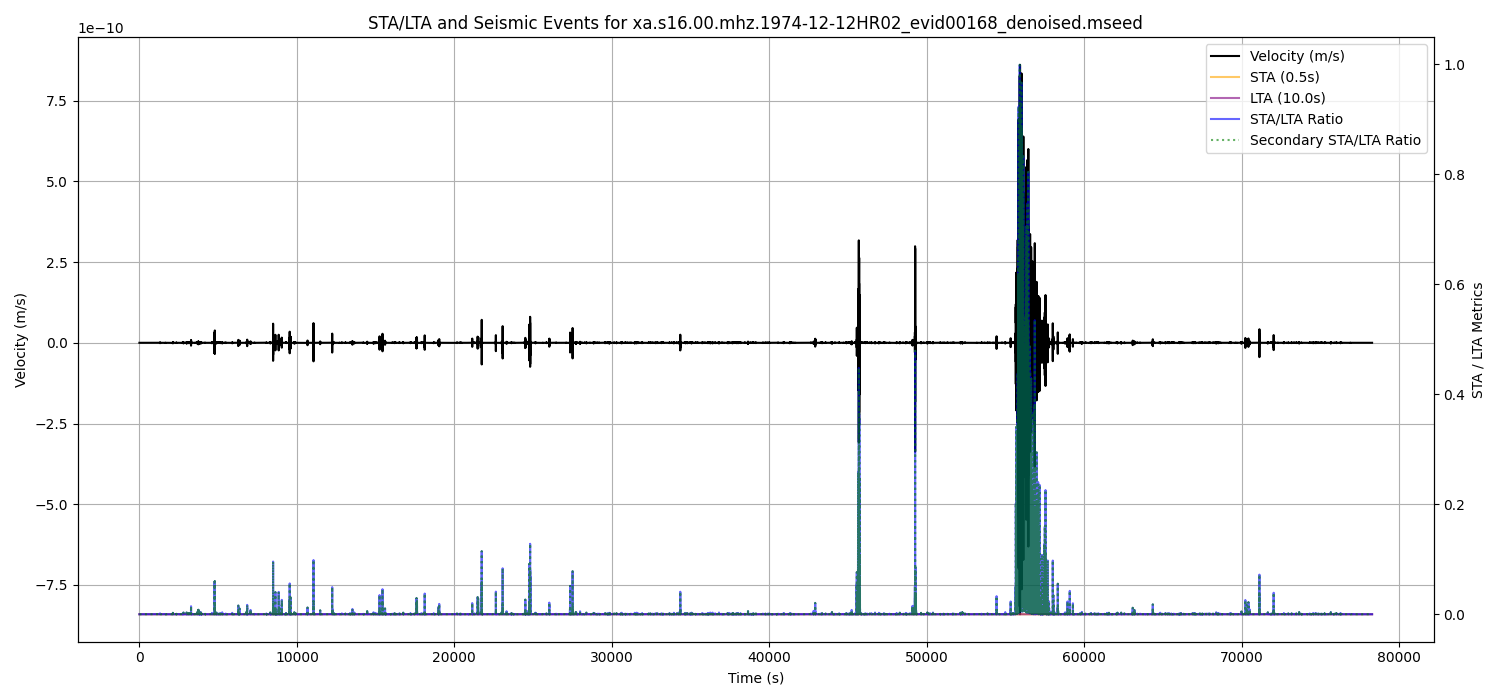 STA/LTA and Seismic Events for xa.s16.00.mhz.1974-12-12HR02_evid00168_denoised.mseed
1e−10
Velocity (m/s)
STA (0.5s)
LTA (10.0s)
STA/LTA Ratio
Secondary STA/LTA Ratio
7.5
5.0
2.5
0.0
−2.5
−5.0
−7.5
Velocity (m/s)
1.0
0.8
0.6
0.4
0.2
0.0
STA / LTA Metrics
0 10000 20000 30000 40000 50000 60000 70000 80000
Time (s)